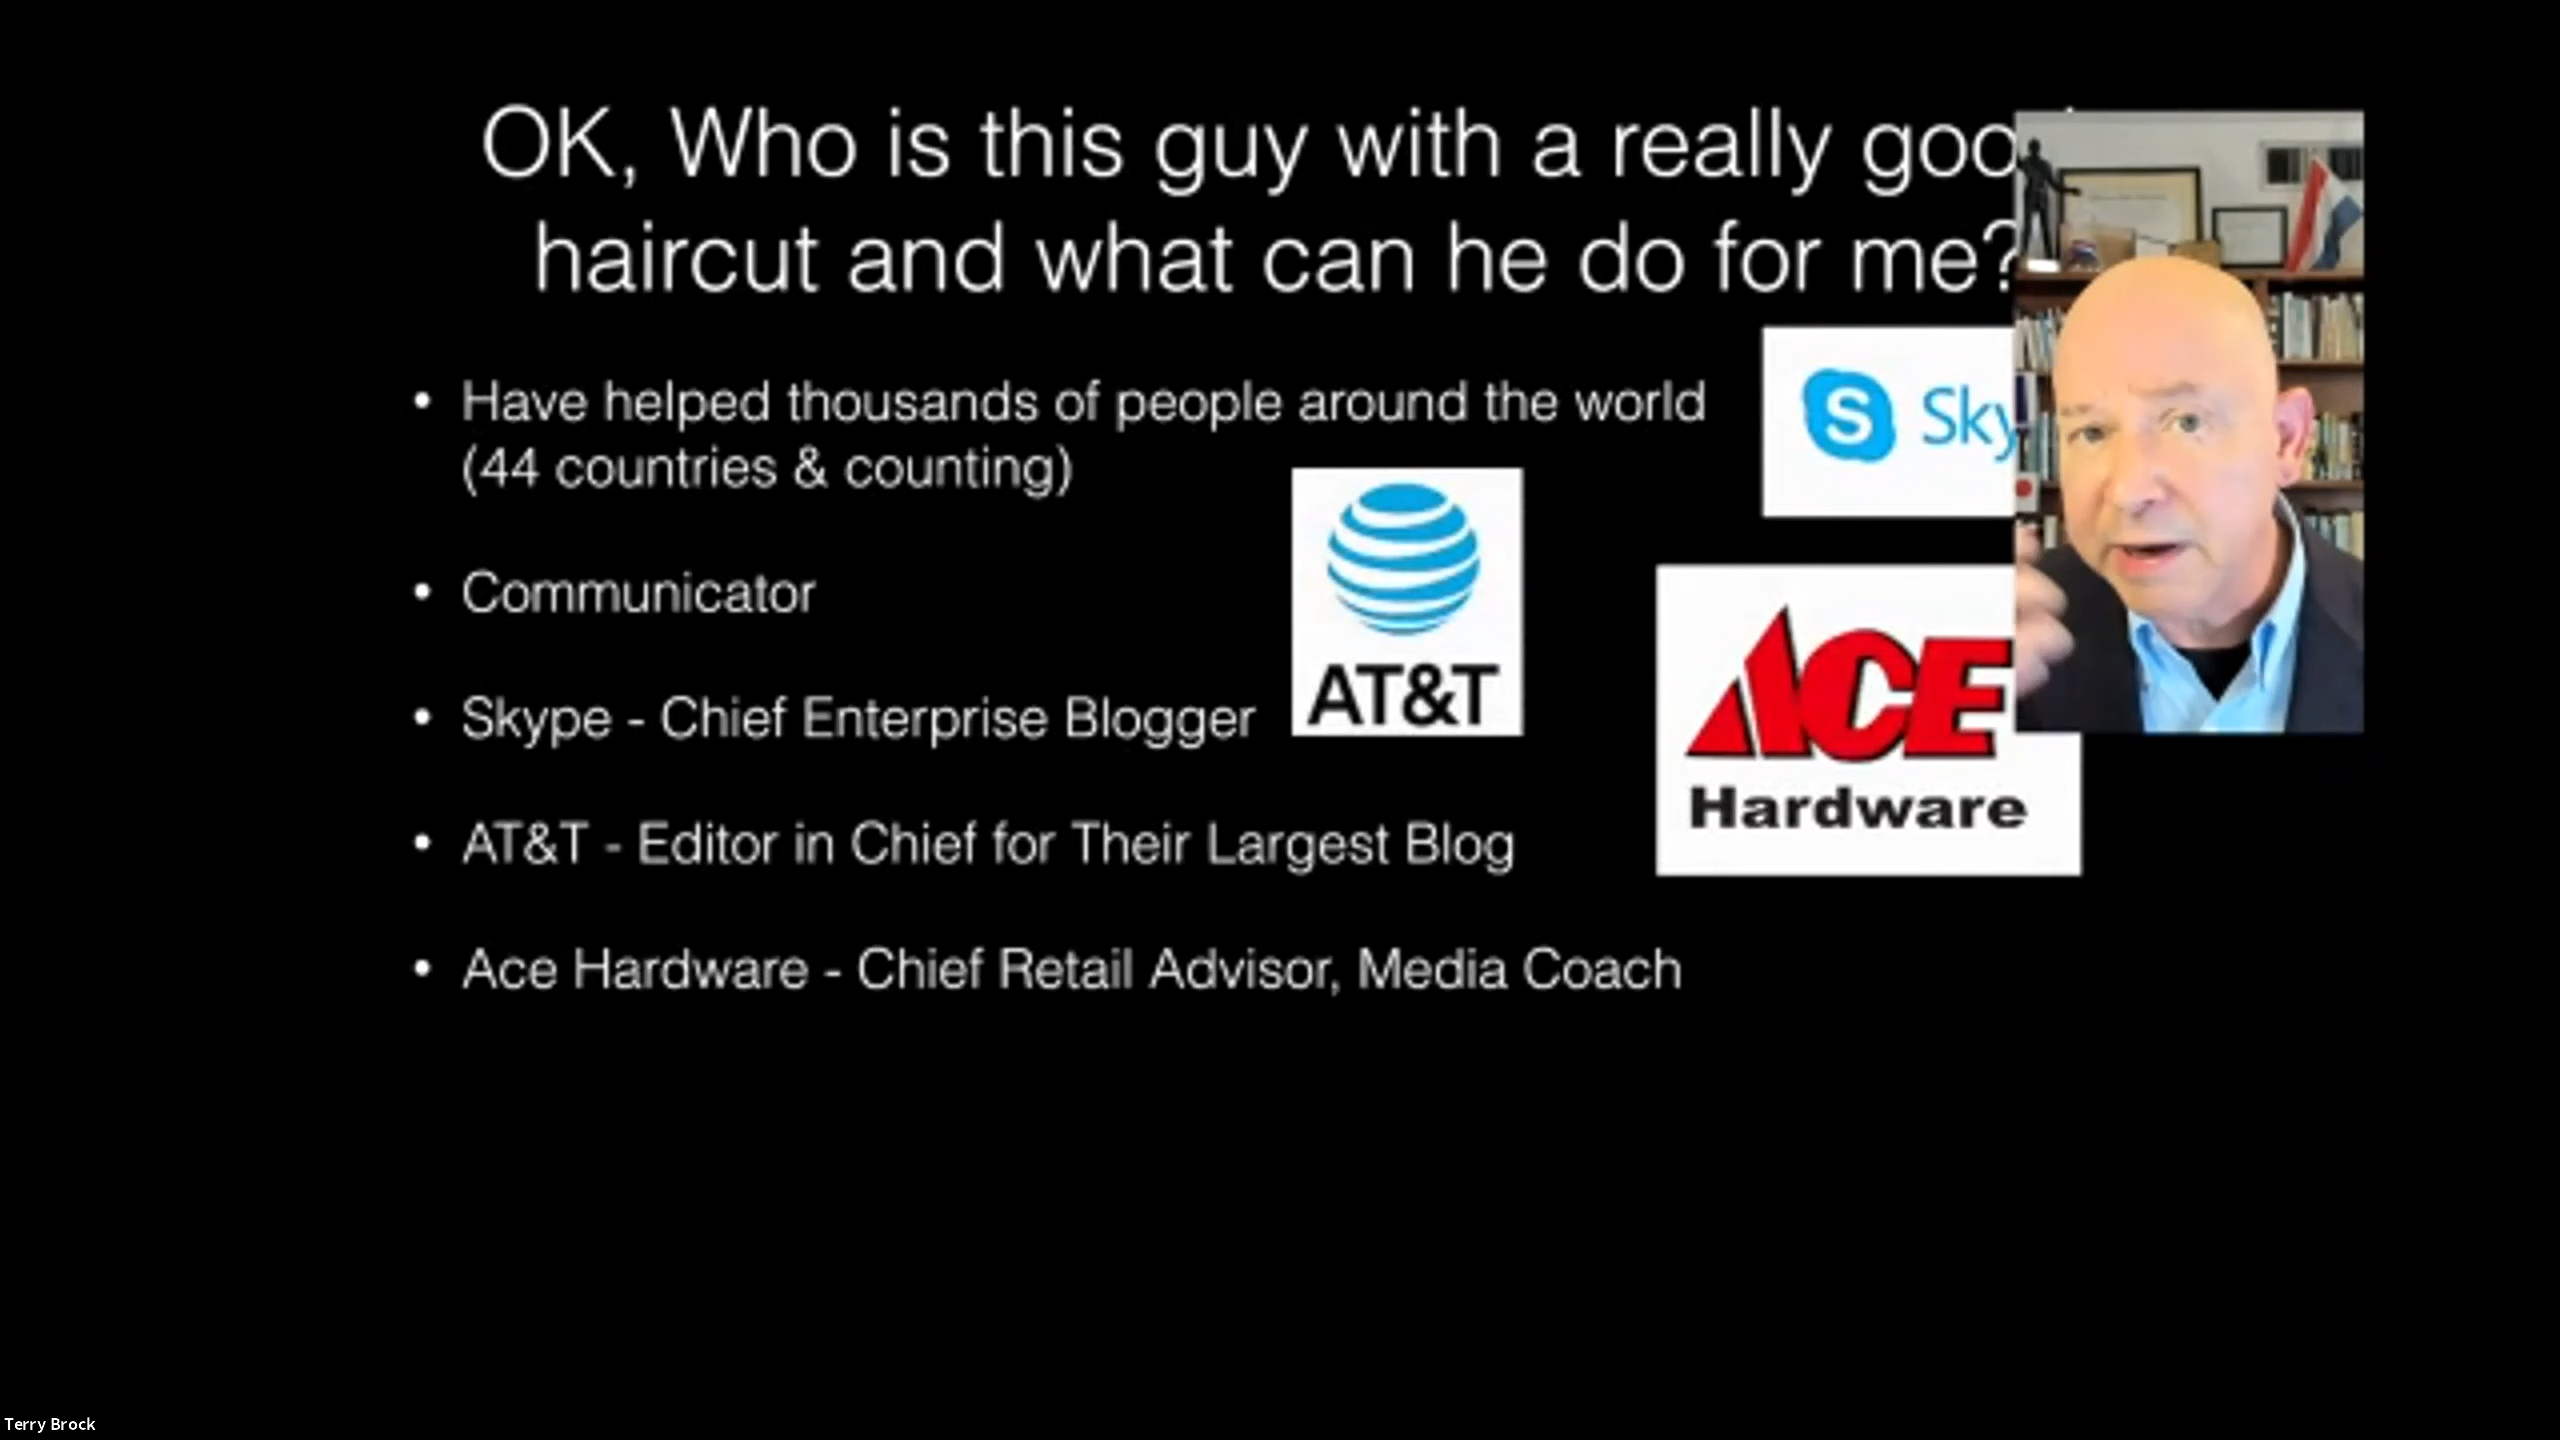 OK, Who is this guy with a really goo
haircut and what can he do for me?
• Have helped thousands of people around the world
(44 countries & counting)
Sky
AT&T
• Communicator
ACE
Hardware
• Skype - Chief Enterprise Blogger
• AT&T - Editor in Chief for Their Largest Blog
• Ace Hardware - Chief Retail Advisor, Media Coach
Terry Brock